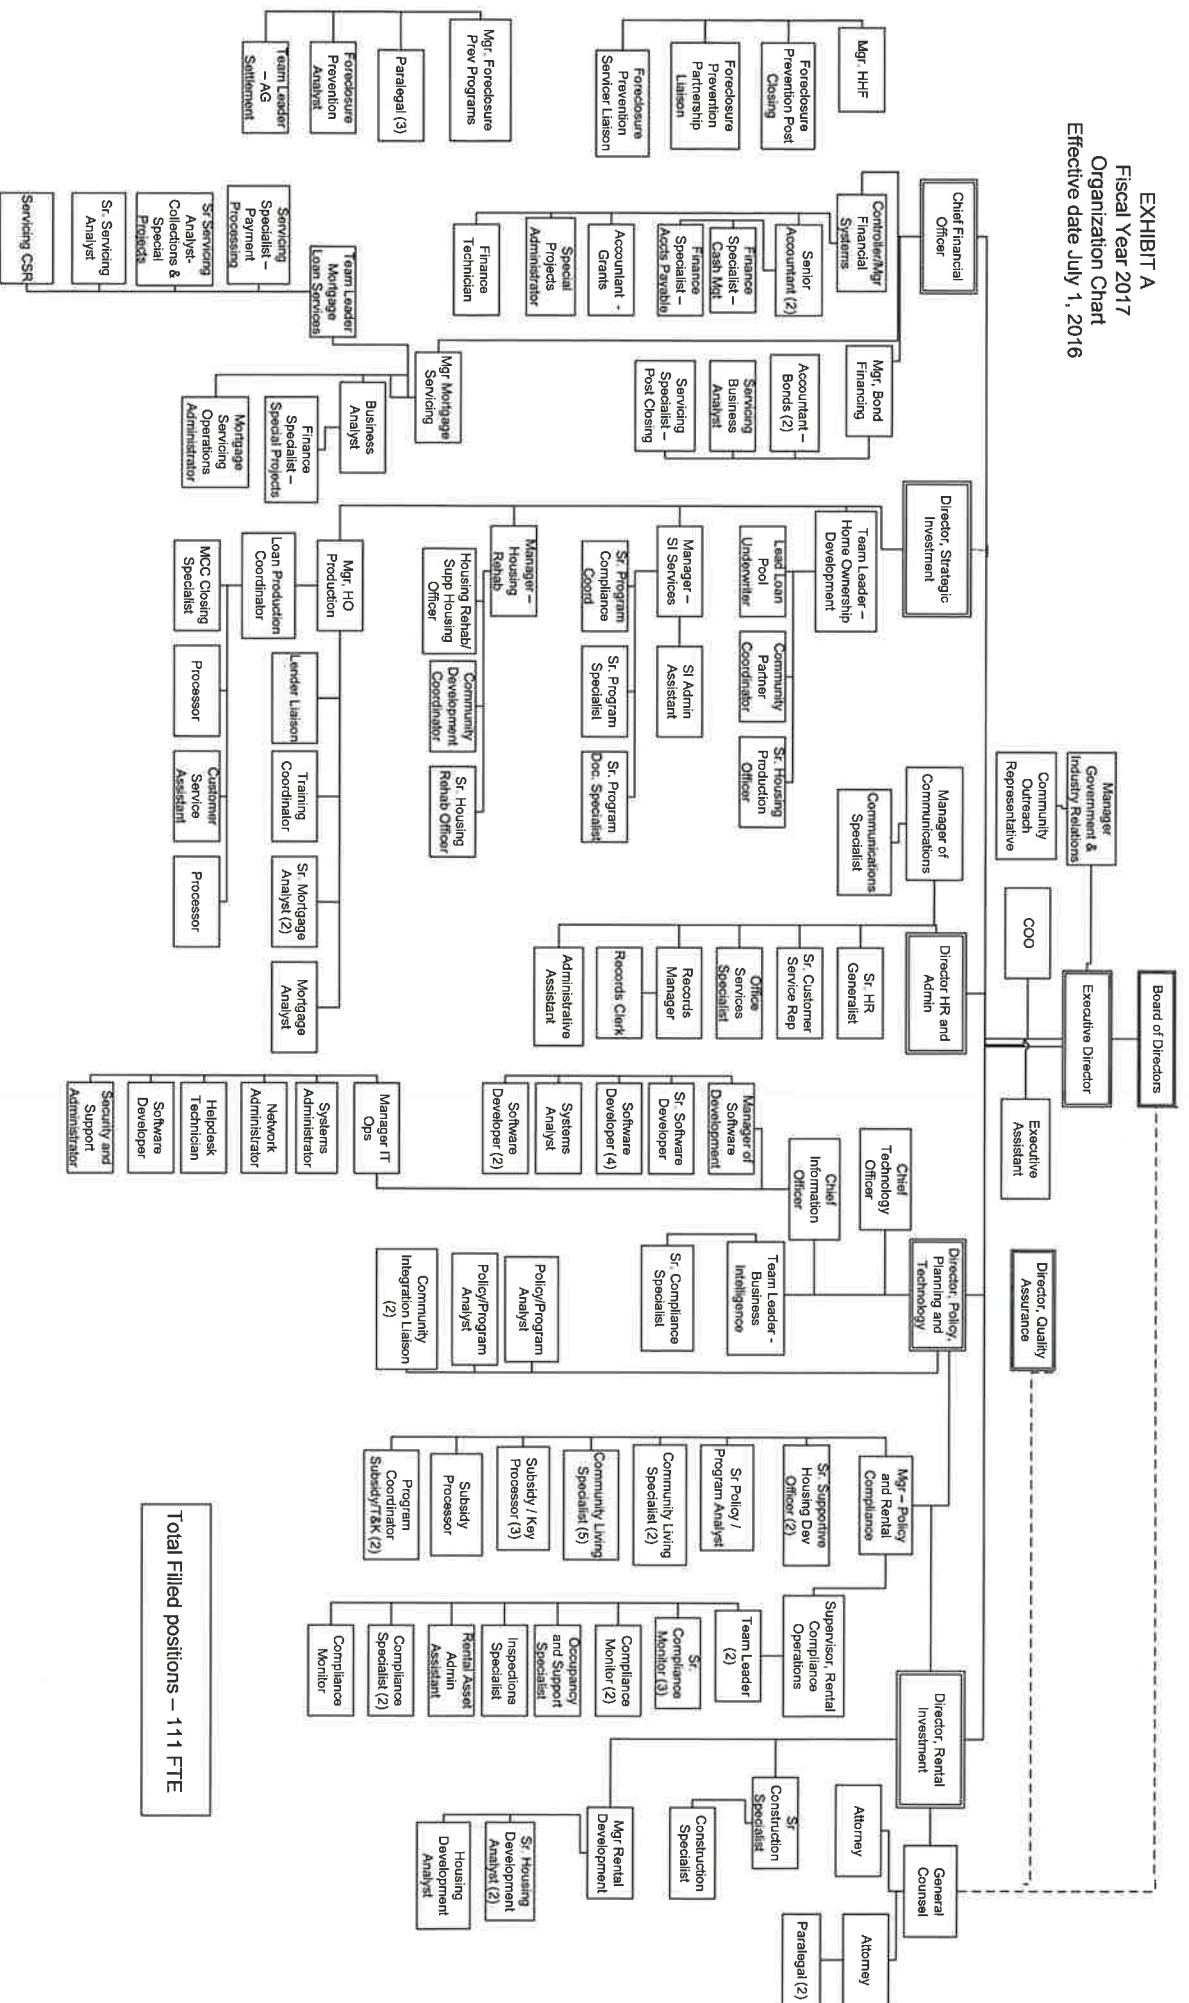 EXHIBIT A
Fiscal Year 2017
Organization Chart
Effective date July 1, 2016
Board of Directors
Executive Director
Manager
Government &
Industry Relations
Community
Outreach
Representative
COO
Executive
Assistant
Director, Quality
Assurance
Chief Financial
Officer
Controller/Mgr
Financial
Systems
Senior
Accountant (2)
Finance
Specialist –
Cash Mgt
Finance
Specialist –
Accts Payable
Accountant -
Grants
Special
Projects
Administrator
Finance
Technician
Mgr, Bond
Financing
Accountant –
Bonds (2)
Servicing
Business
Analyst
Servicing
Specialist –
Post Closing
Mgr Mortgage
Servicing
Team Leader
Mortgage
Loan Services
Servicing
Specialist –
Payment
Processing
Sr Servicing
Analyst-
Collections &
Special
Projects
Sr. Servicing
Analyst
Servicing CSR
Business
Analyst
Finance
Specialist –
Special Projects
Mortgage
Servicing
Operations
Administrator
Mgr. HHF
Foreclosure
Prevention Post
Closing
Foreclosure
Prevention
Partnership
Liaison
Foreclosure
Prevention
Servicer Liaison
Mgr. Foreclosure
Prev Programs
Paralegal (3)
Foreclosure
Prevention
Analyst
Team Leader
– AG
Settlement
Director, Strategic
Investment
Team Leader –
Home Ownership
Development
Lead Loan
Pool
Underwriter
Community
Partner
Coordinator
Sr. Housing
Production
Officer
Manager –
SI Services
SI Admin
Assistant
Sr. Program
Compliance
Coord
Sr. Program
Specialist
Sr. Program
Doc. Specialist
Manager –
Housing
Rehab
Housing Rehab/
Supp Housing
Officer
Community
Development
Coordinator
Sr. Housing
Rehab Officer
Mgr, HO
Production
Lender Liaison
Training
Coordinator
Sr. Mortgage
Analyst (2)
Mortgage
Analyst
Loan Production
Coordinator
MCC Closing
Specialist
Processor
Customer
Service
Assistant
Processor
Director HR and
Admin
Manager of
Communications
Communications
Specialist
Sr. HR
Generalist
Sr. Customer
Service Rep
Office
Services
Specialist
Records
Manager
Records Clerk
Administrative
Assistant
Director, Policy,
Planning and
Technology
Chief
Technology
Officer
Chief
Information
Officer
Manager of
Software
Development
Sr. Software
Developer
Software
Developer (4)
Systems
Analyst
Software
Developer (2)
Manager IT
Ops
Systems
Administrator
Network
Administrator
Helpdesk
Technician
Software
Developer
Security and
Support
Administrator
Team Leader -
Business
Intelligence
Sr. Compliance
Specialist
Policy/Program
Analyst
Policy/Program
Analyst
Community
Integration Liaison
(2)
Director, Rental
Investment
Mgr – Policy
and Rental
Compliance
Sr. Supportive
Housing Dev
Officer (2)
Sr Policy /
Program Analyst
Community Living
Specialist (2)
Community Living
Specialist (5)
Subsidy / Key
Processor (3)
Subsidy
Processor
Program
Coordinator
Subsidy/T&K (2)
Supervisor, Rental
Compliance
Operations
Team Leader
(2)
Sr.
Compliance
Monitor (3)
Compliance
Monitor (2)
Occupancy
and Support
Specialist
Inspections
Specialist
Rental Asset
Admin
Assistant
Compliance
Specialist (2)
Compliance
Monitor
Sr
Construction
Specialist
Construction
Specialist
Mgr Rental
Development
Sr. Housing
Development
Analyst (2)
Housing
Development
Analyst
General
Counsel
Attorney
Attorney
Paralegal (2)
Total Filled positions – 111 FTE